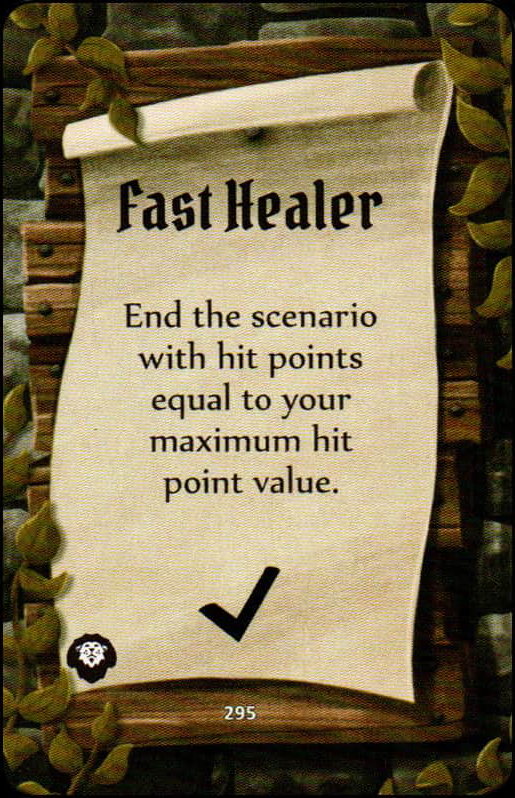 Fast Healer
End the scenario
with hit points
equal to your
maximum hit
point value.
295